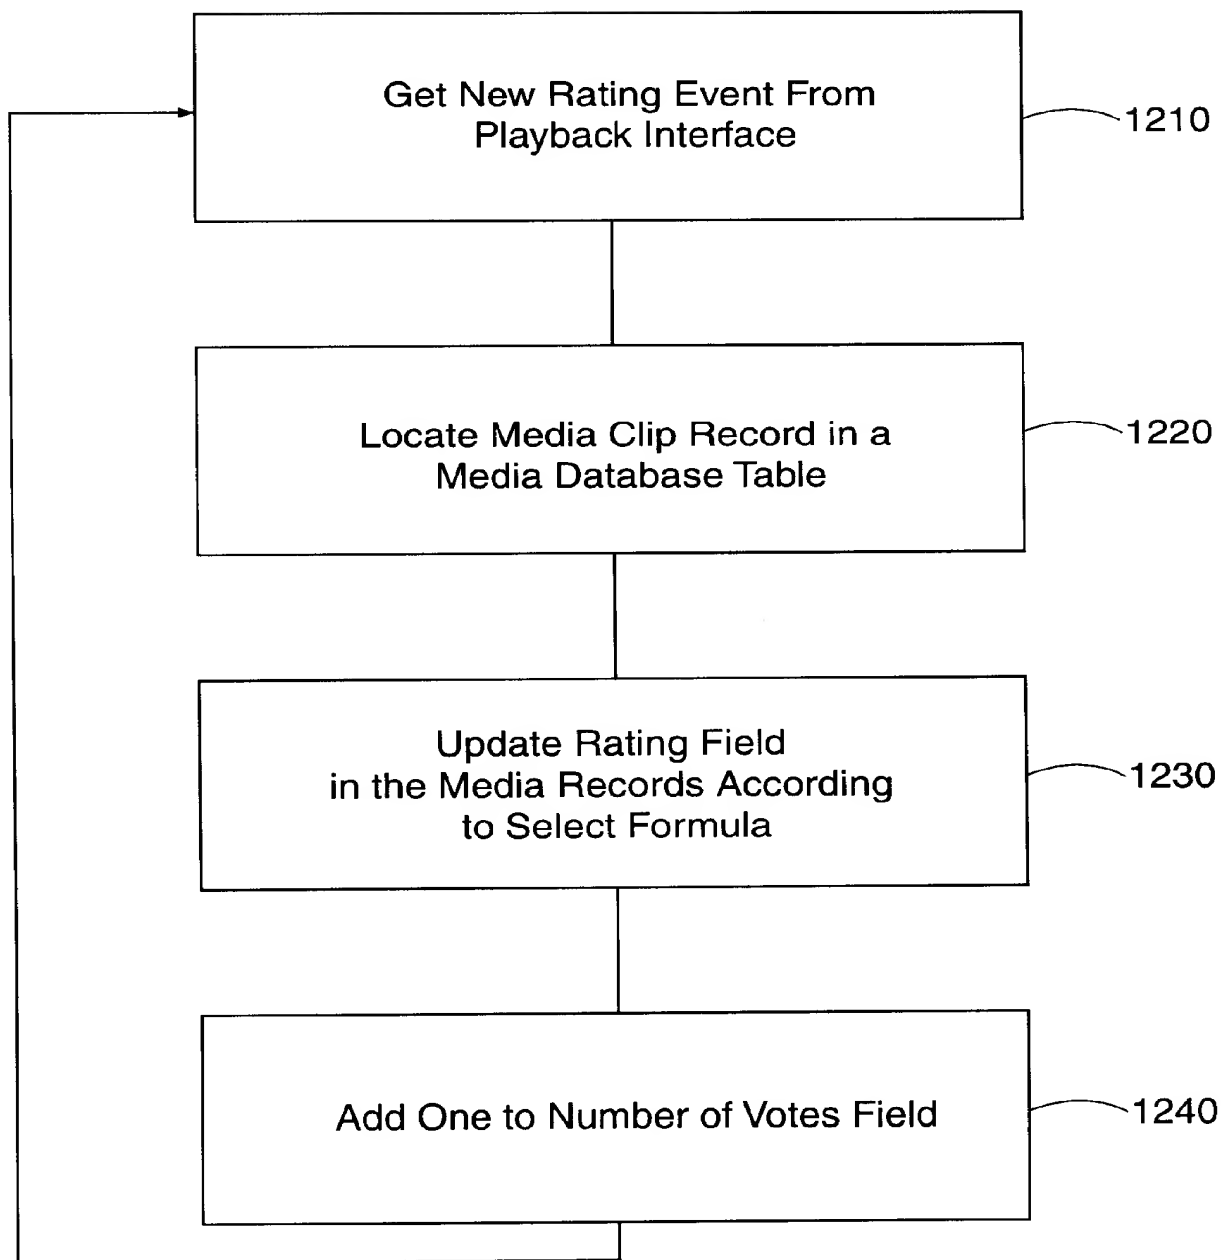 Get New Rating Event From
Playback Interface
1210
Locate Media Clip Record in a
Media Database Table
1220
Update Rating Field
in the Media Records According
to Select Formula
1230
Add One to Number of Votes Field
1240